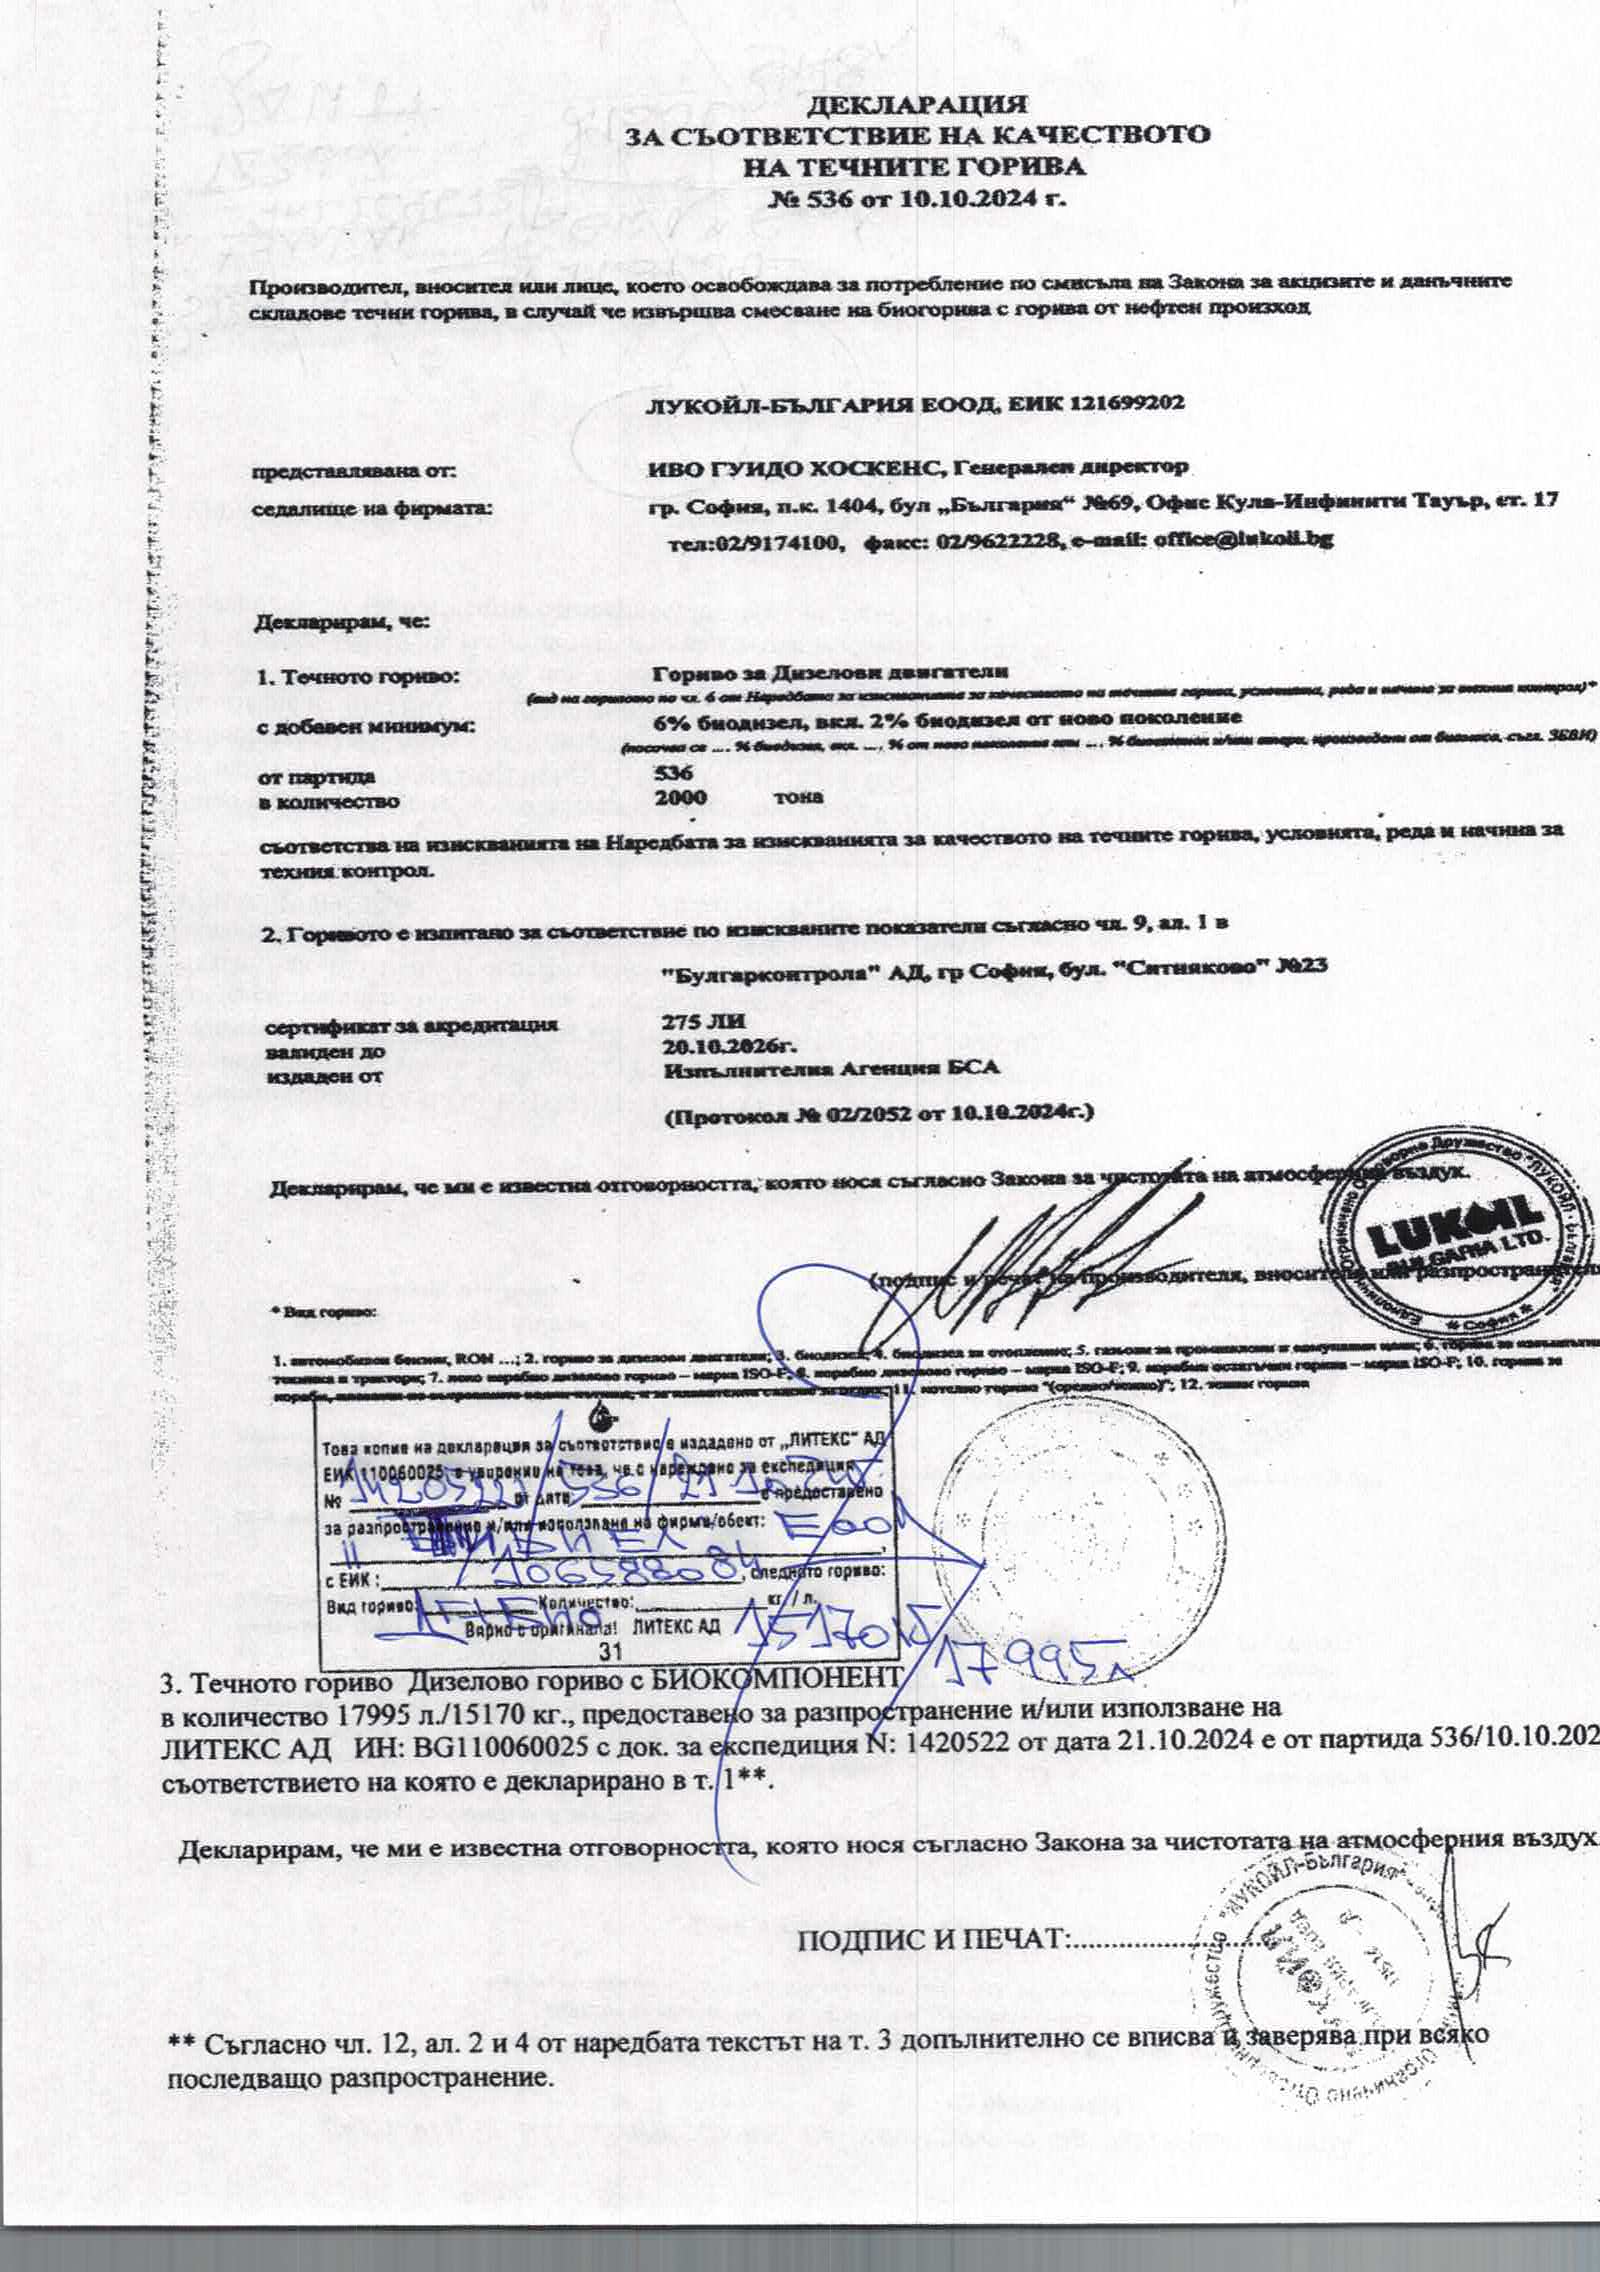 ДЕКЛАРАЦИЯ
ЗА СЪОТВЕТСТВИЕ НА КАЧЕСТВОТО
НА ТЕЧНИТЕ ГОРИВА
№ 536 от 10.10.2024 г.
Производител, вносител или лице, което освобождава за потребление по смисъла на Закона за акцизите и данъчните
складове течни горива, в случай че извършва смесване на биогорива с горива от нефтен произход
ЛУКОЙЛ-БЪЛГАРИЯ ЕООД, ЕИК 121699202
представлявана от: ИВО ГУИДО ХОСКЕНС, Генерален директор
седалище на фирмата: гр. София, п.к. 1404, бул „България“ №69, Офис Кула-Инфинити Тауър, ет. 17
тел:02/9174100, факс: 02/9622228, e-mail: office@lukoil.bg
Декларирам, че:
1. Течното гориво: Гориво за Дизелови двигатели
(вид на горивото по чл. 6 от Наредбата за изискванията за качеството на течните горива, условията, реда и начина за техния контрол)*
с добавен минимум: 6% биодизел, вкл. 2% биодизел от ново поколение
(посочва се ... % биодизел, вкл. ... , % от ново поколение или ... , % биоетанол и/или етери, произведени от биомаса, съгл. ЗЕВИ)
от партида 536
в количество 2000 тона
съответства на изискванията на Наредбата за изискванията за качеството на течните горива, условията, реда и начина за
техния контрол.
2. Горивото е изпитано за съответствие по изискваните показатели съгласно чл. 9, ал. 1 в
"Булгарконтрола" АД, гр София, бул. "Ситняково" №23
сертификат за акредитация 275 ЛИ
валиден до 20.10.2026г.
издаден от Изпълнителна Агенция БСА
(Протокол № 02/2052 от 10.10.2024г.)
Декларирам, че ми е известна отговорността, която нося съгласно Закона за чистотата на атмосферния въздух.
Еднолично Ограничено Отговорно Дружество "ЛУКОЙЛ - България"
LUKOIL
BULGARIA LTD.
* София *
(подпис и печат на производителя, вносителя или разпространителя
* Вид гориво:
1. автомобилен бензин, RON ...; 2. гориво за дизелови двигатели; 3. биодизел; 4. биодизел за отопление; 5. газьоли за промишлени и комунални цели; 6. горива за извънпътна
техника и трактори; 7. леко корабно дизелово гориво – марка ISO-F; 8. корабно дизелово гориво – марка ISO-F; 9. корабни остатъчни горива – марка ISO-F; 10. горива за
кораби, плаващи по вътрешните водни пътища, и за плавателни съдове за отдих; 11. котелно гориво "(средно/тежко)"; 12. тежки горива
Това копие на декларация за съответствие е издадено от „ЛИТЕКС“ АД
ЕИК 110060025, в уверение на това, че с нареждане за експедиция
№ 1420522 от дата 536/21.10. е предоставено
за разпространение и/или използване на фирма/обект: ЕООД
с ЕИК: 106588084, следното гориво:
Вид гориво: Количество: кг. / л.
Вярно с оригинала! ЛИТЕКС АД 15170 кг
31
17995 л
3. Течното гориво Дизелово гориво с БИОКОМПОНЕНТ
в количество 17995 л./15170 кг., предоставено за разпространение и/или използване на
ЛИТЕКС АД ИН: BG110060025 с док. за експедиция N: 1420522 от дата 21.10.2024 е от партида 536/10.10.202
съответствието на която е декларирано в т. 1**.
Декларирам, че ми е известна отговорността, която нося съгласно Закона за чистотата на атмосферния въздух.
ПОДПИС И ПЕЧАТ:..........................
"ЛУКОЙЛ-България"
** Съгласно чл. 12, ал. 2 и 4 от наредбата текстът на т. 3 допълнително се вписва и заверява при всяко
последващо разпространение.